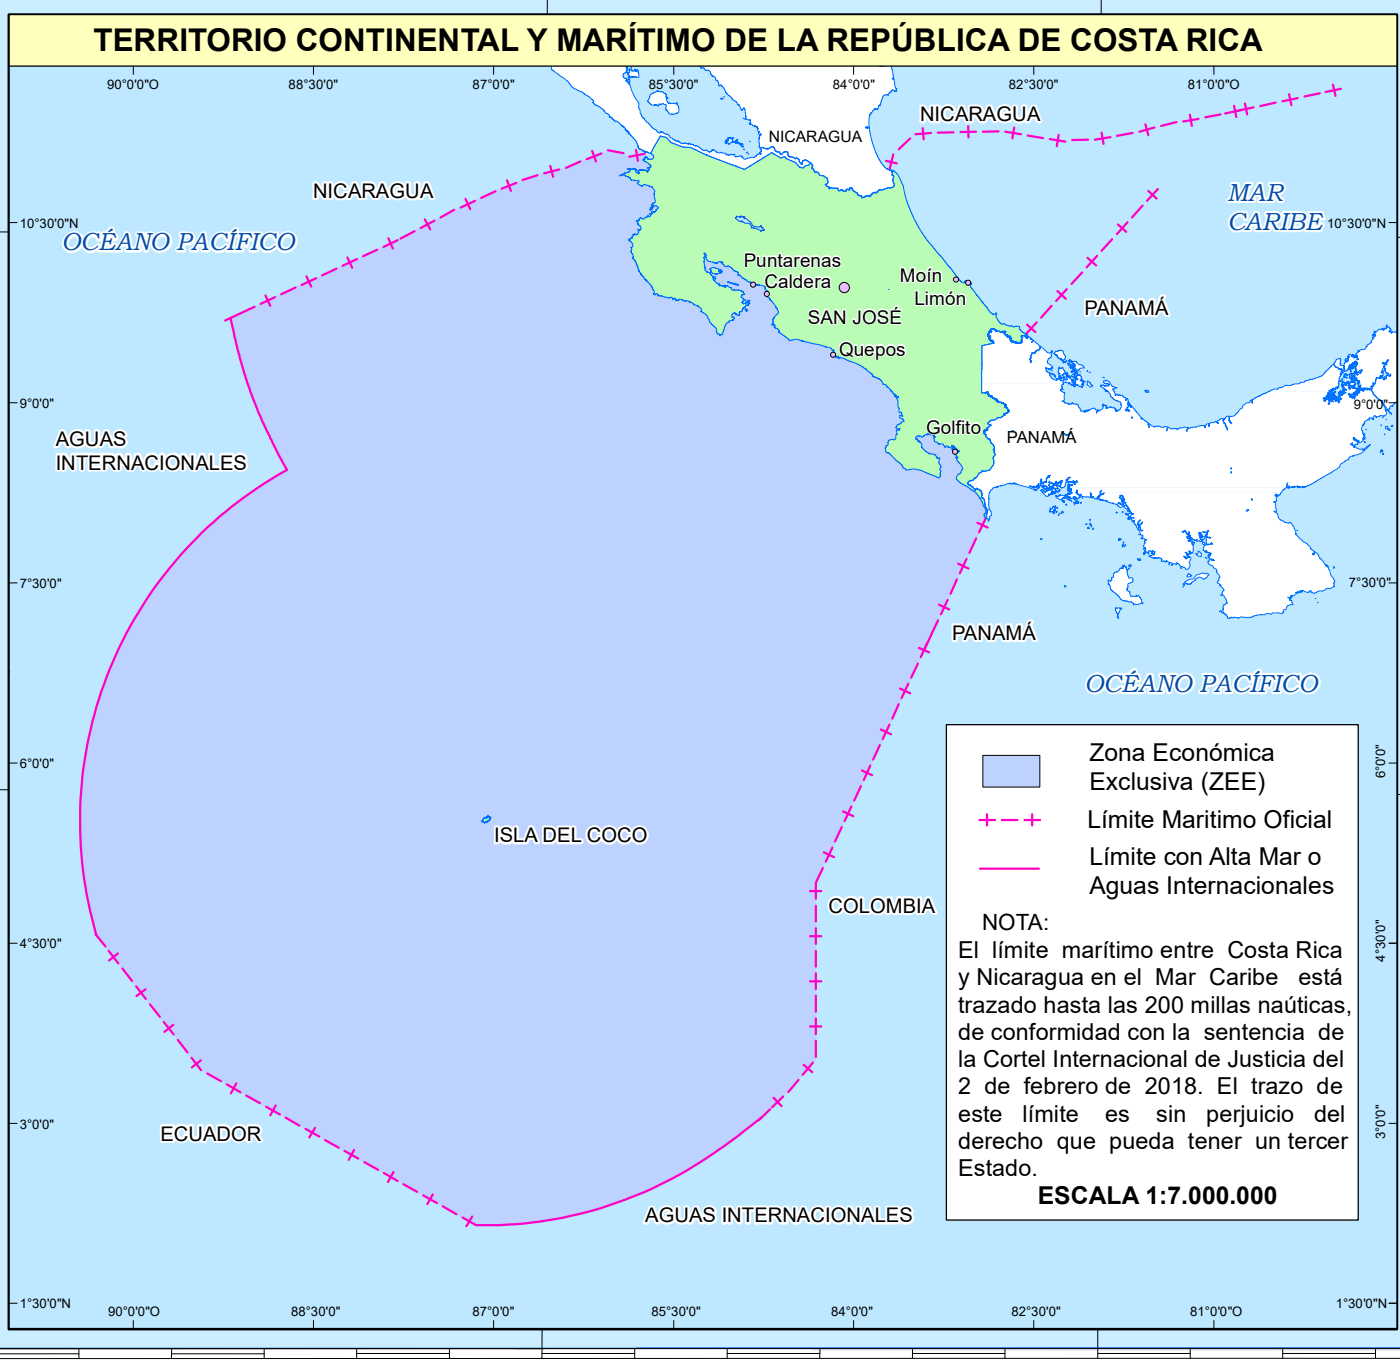 TERRITORIO CONTINENTAL Y MARÍTIMO DE LA REPÚBLICA DE COSTA RICA
90°0'0"O
88°30'0"
87°0'0"
85°30'0"
84°0'0"
82°30'0"
81°0'0"
NICARAGUA
NICARAGUA
NICARAGUA
MAR
CARIBE
10°30'0"N
10°30'0"N
OCÉANO PACÍFICO
Puntarenas
Caldera
Moín
Limón
SAN JOSÉ
PANAMÁ
Quepos
9°0'0"
9°0'0"
AGUAS
INTERNACIONALES
Golfito
PANAMÁ
7°30'0"
7°30'0"
PANAMÁ
OCÉANO PACÍFICO
6°0'0"
6°0'0"
Zona Económica
Exclusiva (ZEE)
Límite Maritimo Oficial
Límite con Alta Mar o
Aguas Internacionales
ISLA DEL COCO
COLOMBIA
4°30'0"
4°30'0"
NOTA:
El límite marítimo entre Costa Rica
y Nicaragua en el Mar Caribe está
trazado hasta las 200 millas naúticas,
de conformidad con la sentencia de
la Cortel Internacional de Justicia del
2 de febrero de 2018. El trazo de
este límite es sin perjuicio del
derecho que pueda tener un tercer
Estado.
ESCALA 1:7.000.000
3°0'0"
3°0'0"
ECUADOR
AGUAS INTERNACIONALES
1°30'0"N
1°30'0"N
90°0'0"O
88°30'0"
87°0'0"
85°30'0"
84°0'0"
82°30'0"
81°0'0"O